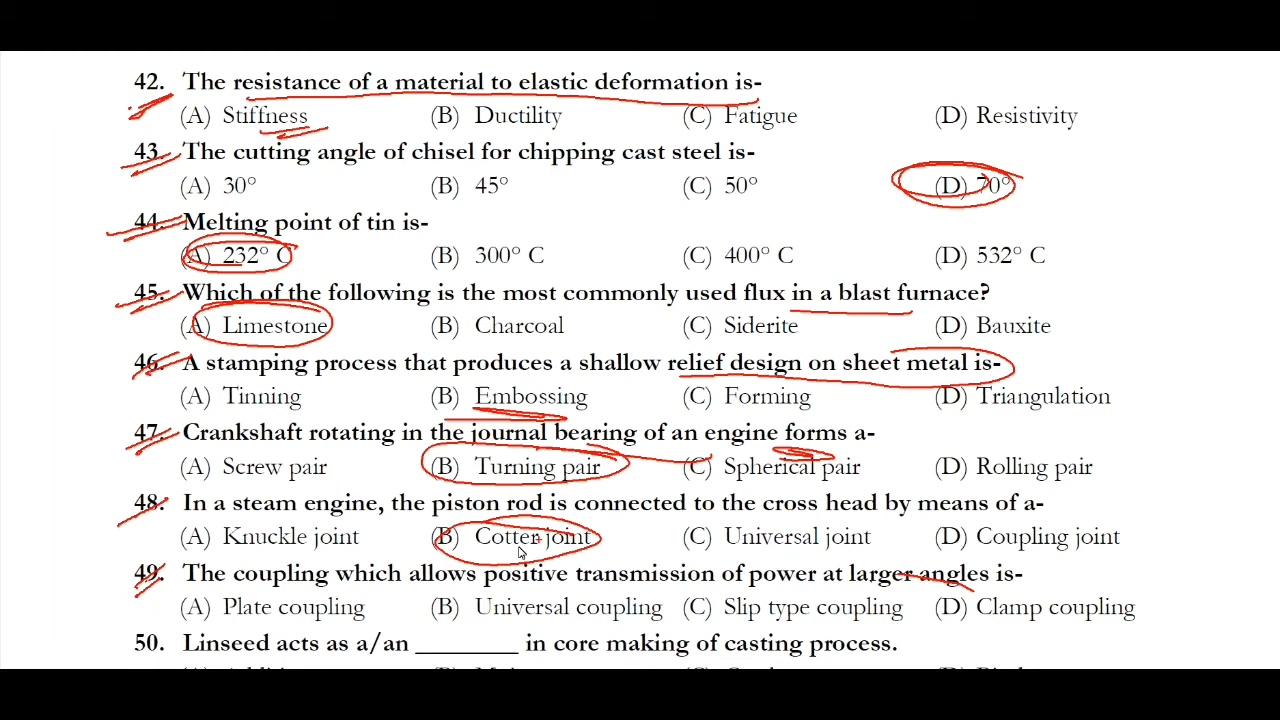 42. The resistance of a material to elastic deformation is-
(A) Stiffness (B) Ductility (C) Fatigue (D) Resistivity
43. The cutting angle of chisel for chipping cast steel is-
(A) 30° (B) 45° (C) 50° (D) 70°
44. Melting point of tin is-
(A) 232° C (B) 300° C (C) 400° C (D) 532° C
45. Which of the following is the most commonly used flux in a blast furnace?
(A) Limestone (B) Charcoal (C) Siderite (D) Bauxite
46. A stamping process that produces a shallow relief design on sheet metal is-
(A) Tinning (B) Embossing (C) Forming (D) Triangulation
47. Crankshaft rotating in the journal bearing of an engine forms a-
(A) Screw pair (B) Turning pair (C) Spherical pair (D) Rolling pair
48. In a steam engine, the piston rod is connected to the cross head by means of a-
(A) Knuckle joint (B) Cotter joint (C) Universal joint (D) Coupling joint
49. The coupling which allows positive transmission of power at larger angles is-
(A) Plate coupling (B) Universal coupling (C) Slip type coupling (D) Clamp coupling
50. Linseed acts as a/an ________ in core making of casting process.